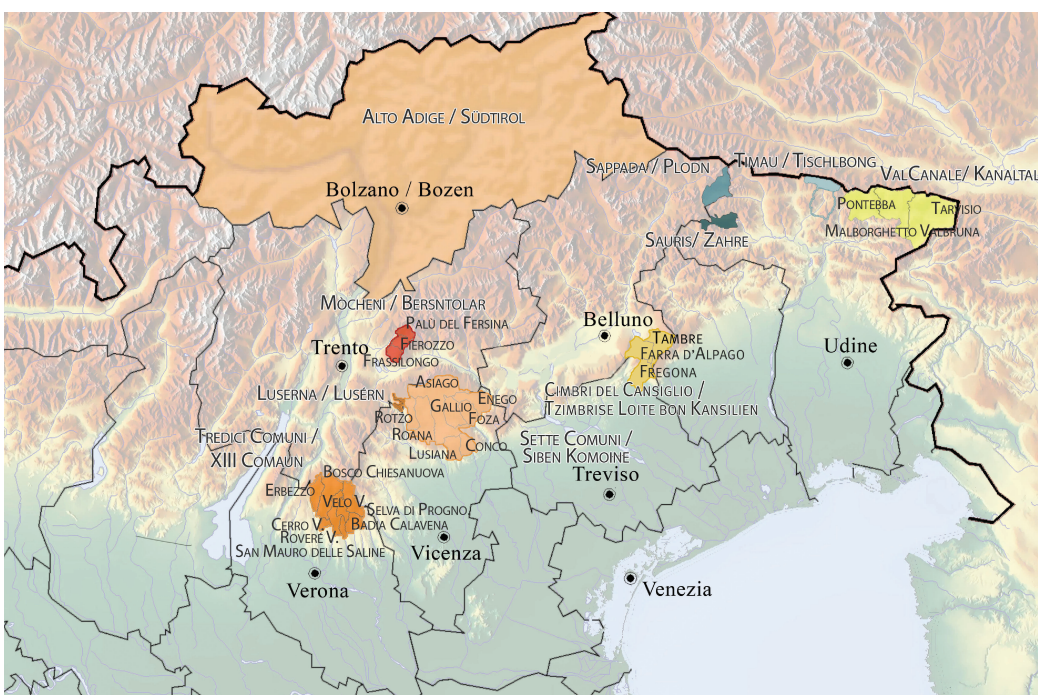 Alto Adige / Südtirol
Bolzano / Bozen
Sappada / Plodn
Timau / Tischlbong
ValCanale/ Kanaltal
Pontebba
Tarvisio
Malborghetto Valbruna
Sauris/ Zahre
Mòcheni / Bersntolar
Palù del Fersina
Fierozzo
Frassilongo
Trento
Belluno
Tambre
Farra d'Alpago
Fregona
Udine
Luserna / Lusérn
Asiago
Enego
Gallio
Foza
Rotzo
Roana
Conco
Lusiana
Cimbri del Cansiglio /
Tzimbrise Loite bon Kansilien
Sette Comuni /
Siben Komoine
Treviso
Tredici Comuni /
XIII Comaün
Bosco Chiesanuova
Erbezzo
Velo V.
Selva di Progno
Cerro V.
Badia Calavena
Roverè V.
San Mauro delle Saline
Vicenza
Verona
Venezia